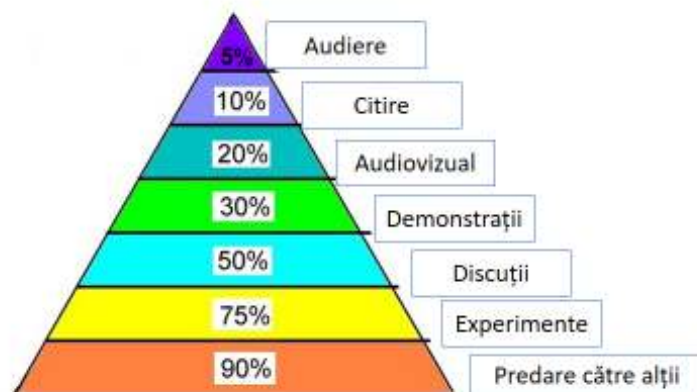 5%
Audiere
10%
Citire
20%
Audiovizual
30%
Demonstrații
50%
Discuții
75%
Experimente
90%
Predare către alții